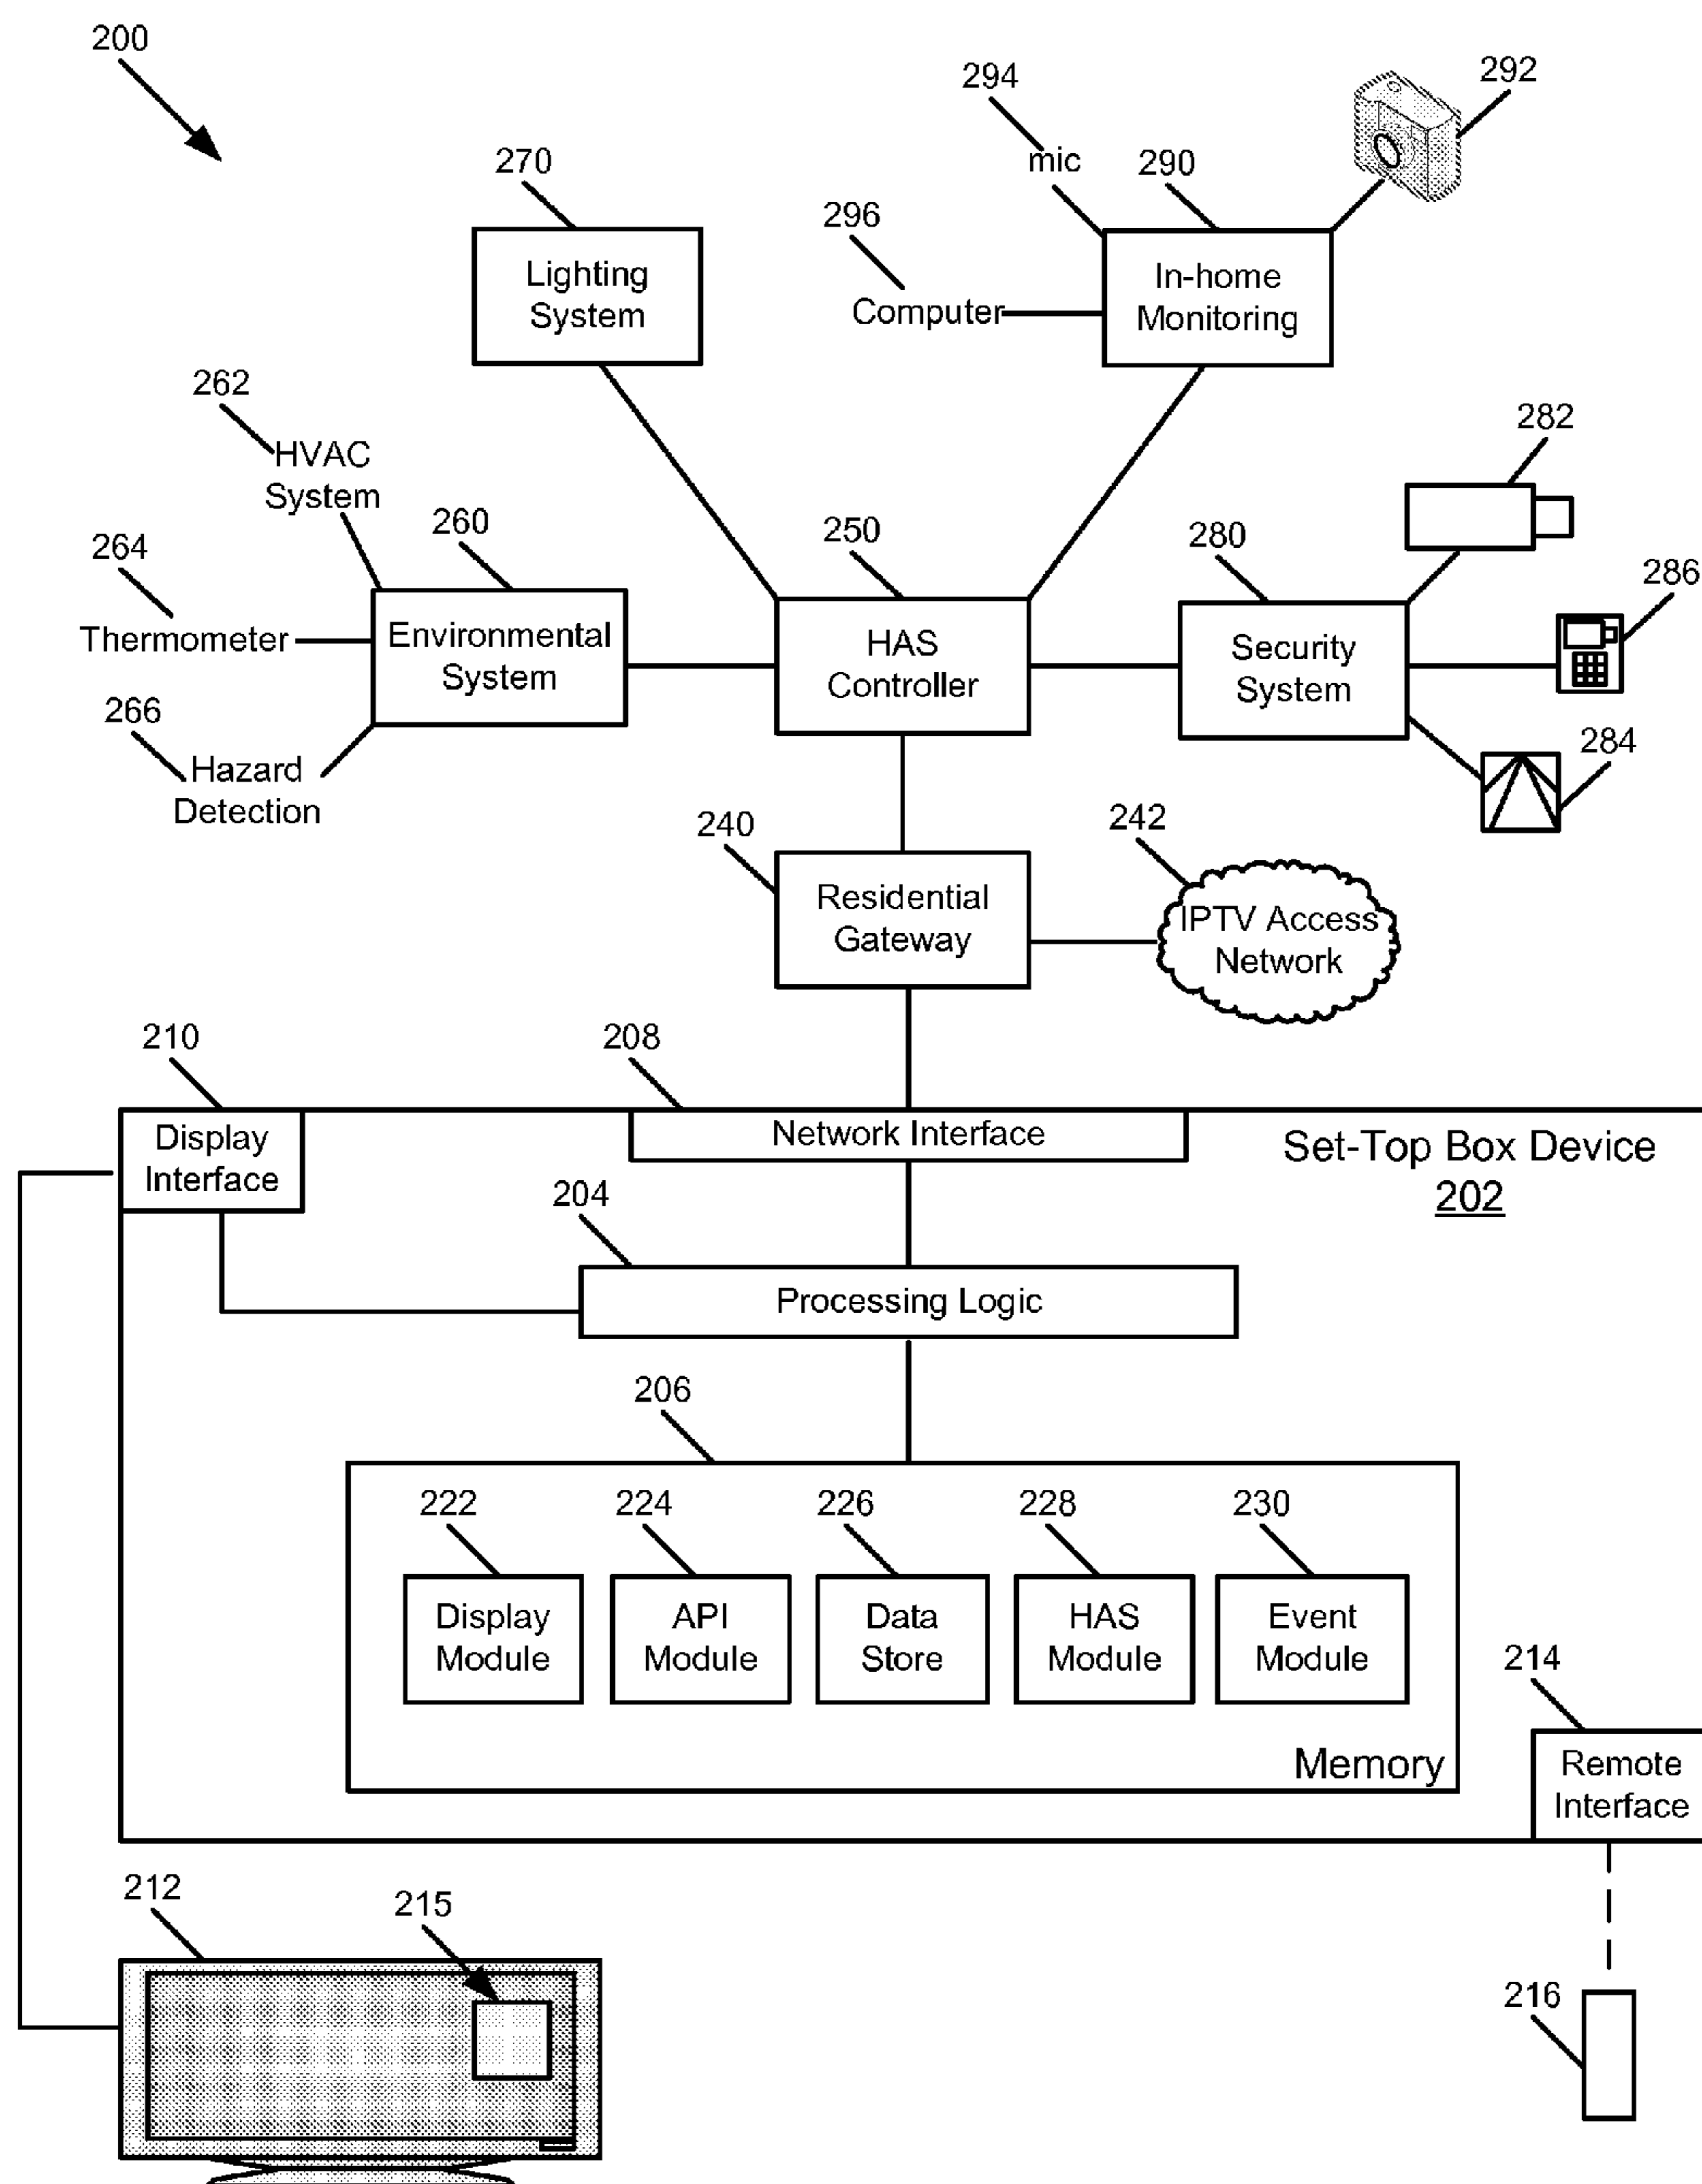 200
294
292
mic
290
270
296
Lighting
System
In-home
Monitoring
Computer
262
HVAC
System
282
264
260
250
280
286
Thermometer
Environmental
System
HAS
Controller
Security
System
266
Hazard
Detection
284
240
242
Residential
Gateway
IPTV Access
Network
210
208
Display
Interface
Network Interface
Set-Top Box Device
202
204
Processing Logic
206
222
224
226
228
230
Display
Module
API
Module
Data
Store
HAS
Module
Event
Module
214
Memory
Remote
Interface
212
215
216